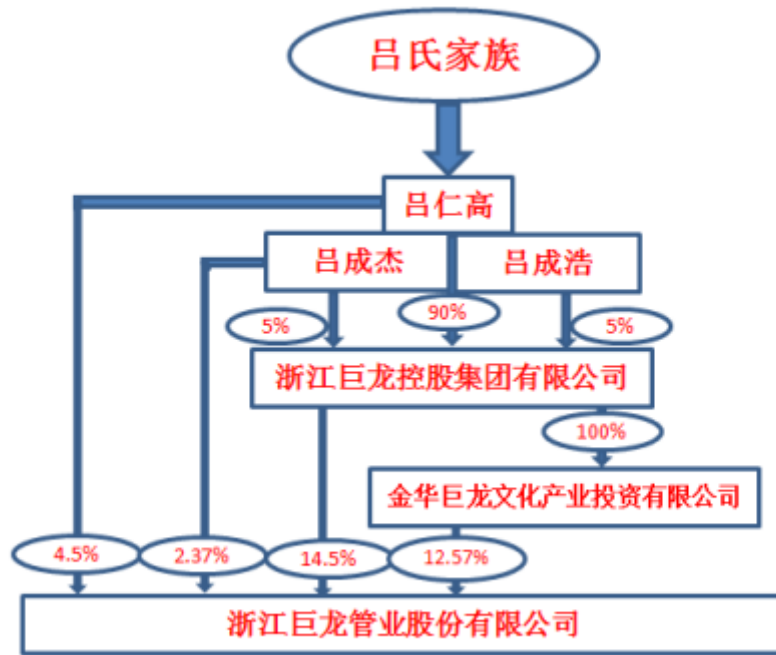 吕氏家族
吕仁高
吕成杰
吕成浩
5%
90%
5%
浙江巨龙控股集团有限公司
100%
金华巨龙文化产业投资有限公司
4.5%
2.37%
14.5%
12.57%
浙江巨龙管业股份有限公司